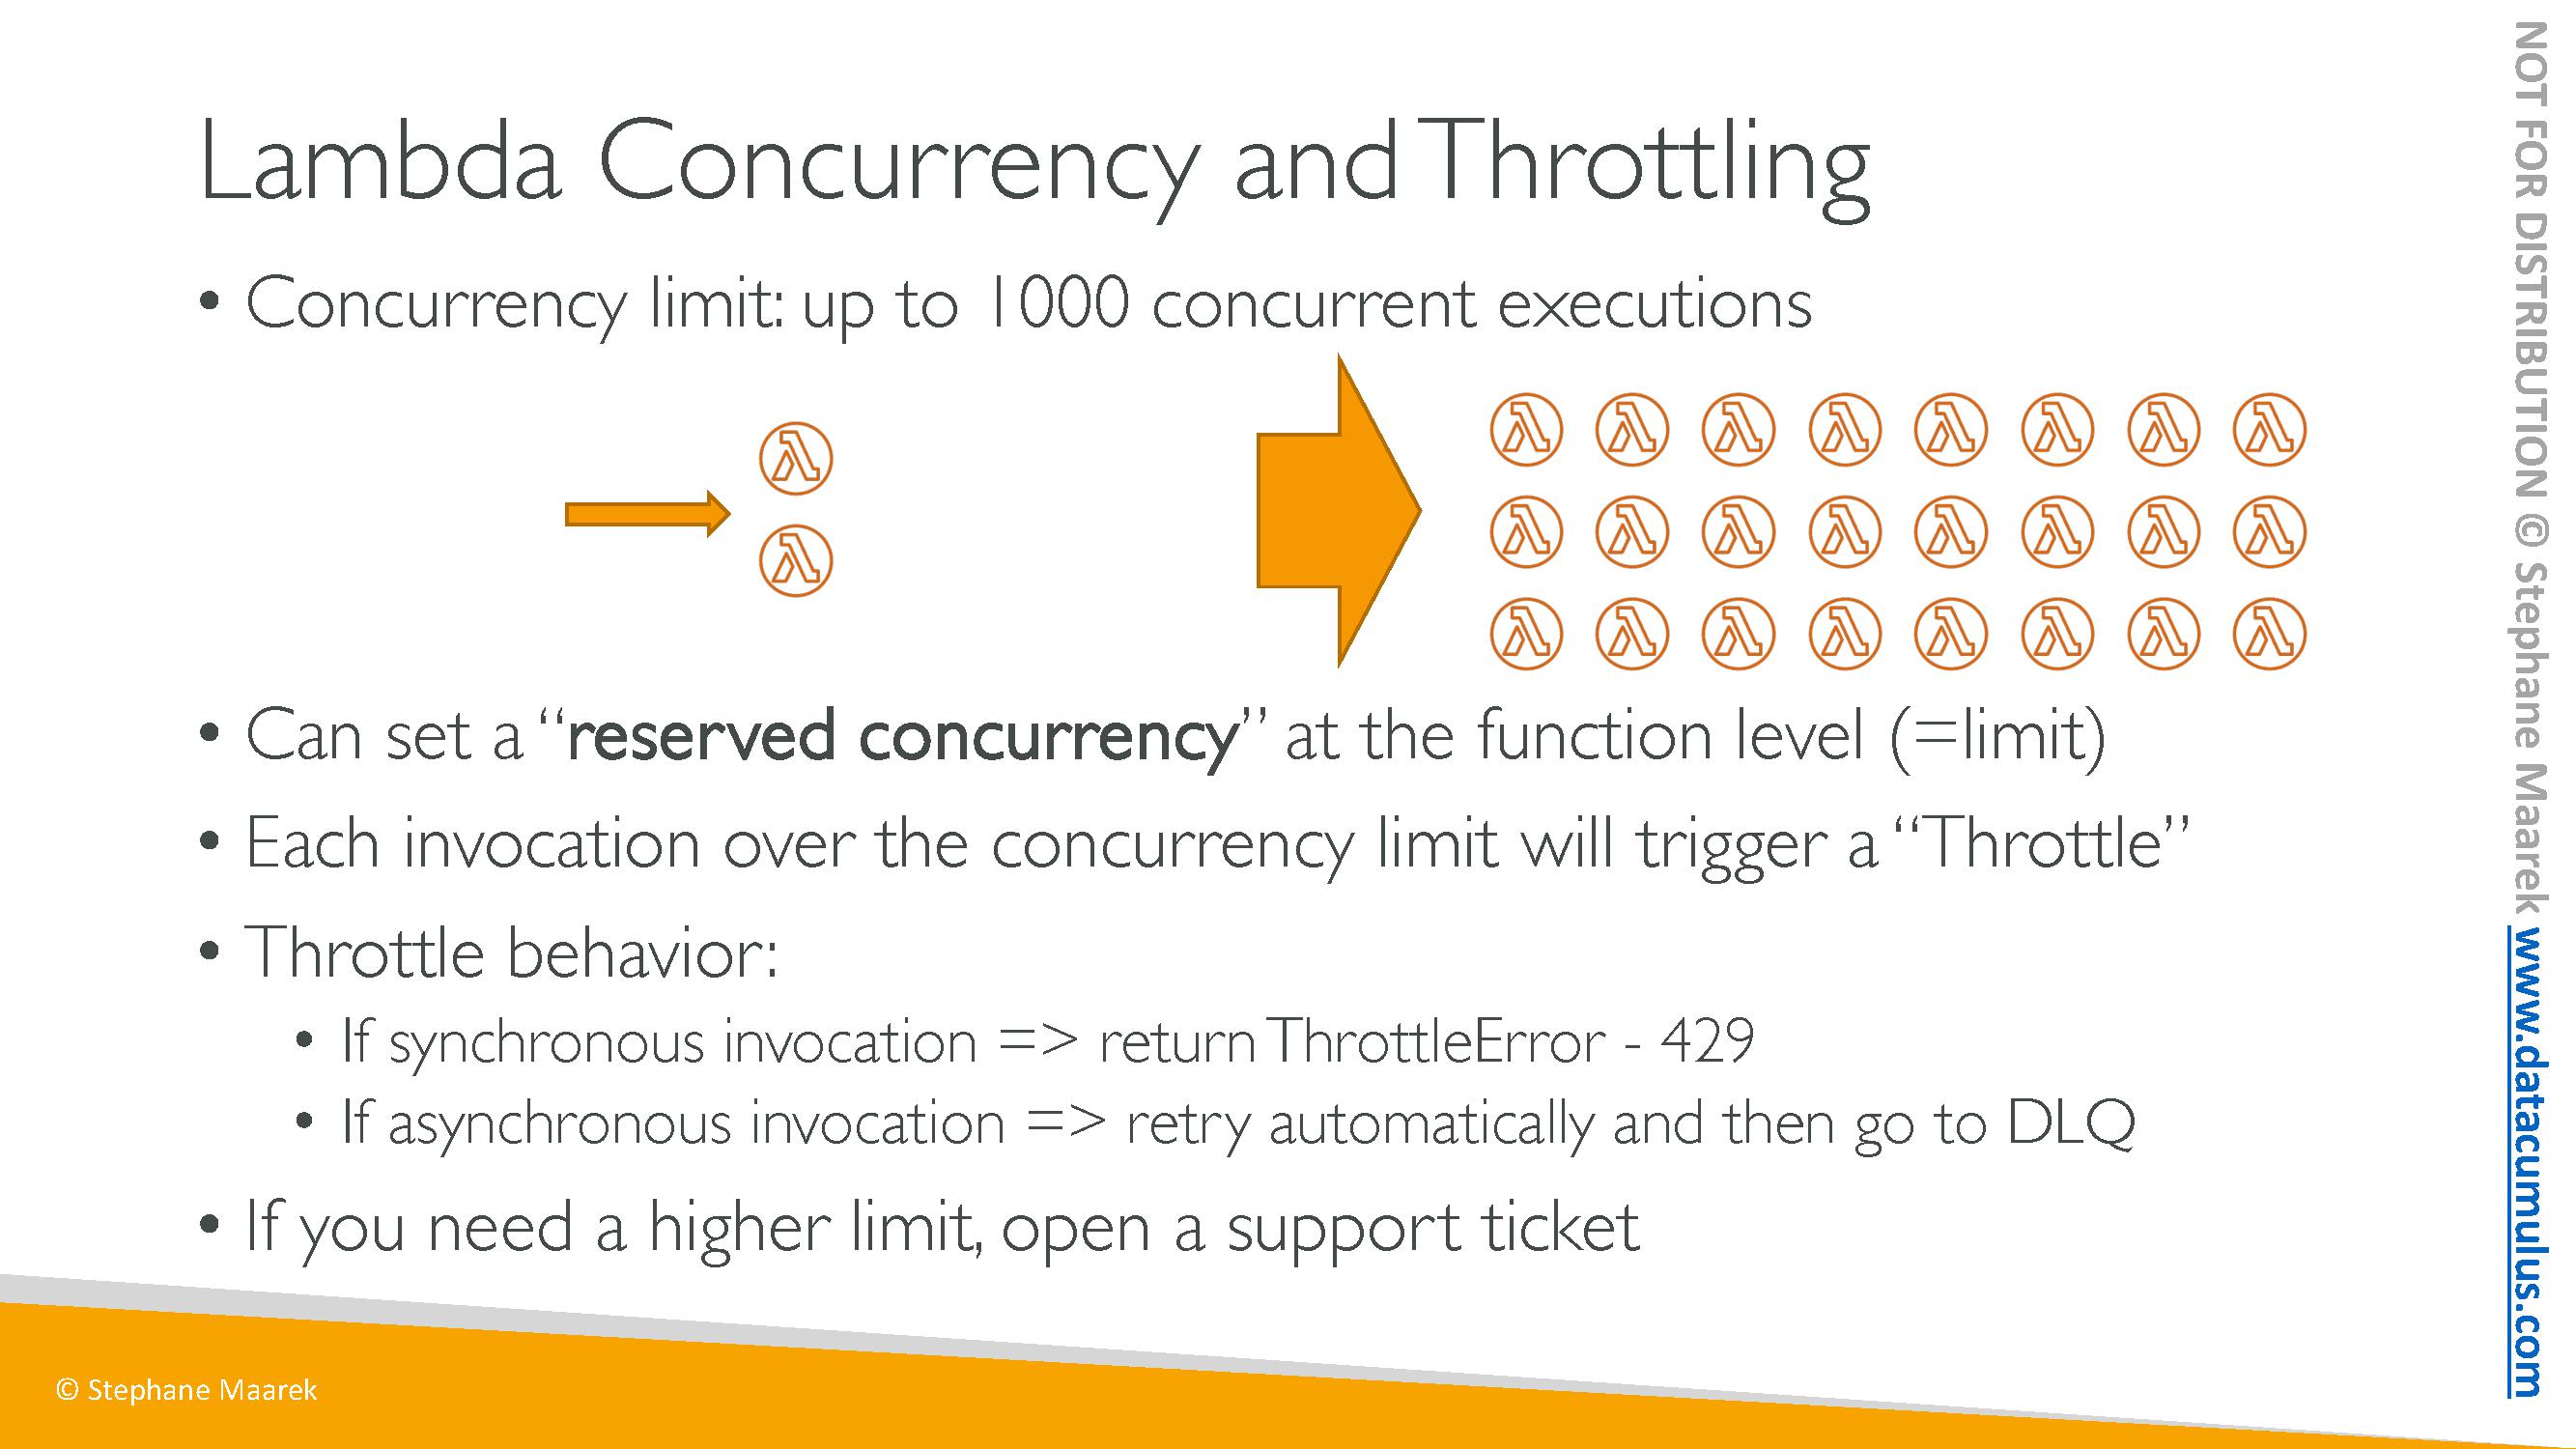 Lambda Concurrency and Throttling
• Concurrency limit: up to 1000 concurrent executions
• Can set a “reserved concurrency” at the function level (=limit)
• Each invocation over the concurrency limit will trigger a “Throttle”
• Throttle behavior:
• If synchronous invocation => return ThrottleError - 429
• If asynchronous invocation => retry automatically and then go to DLQ
• If you need a higher limit, open a support ticket
© Stephane Maarek
NOT FOR DISTRIBUTION © Stephane Maarek www.datacumulus.com